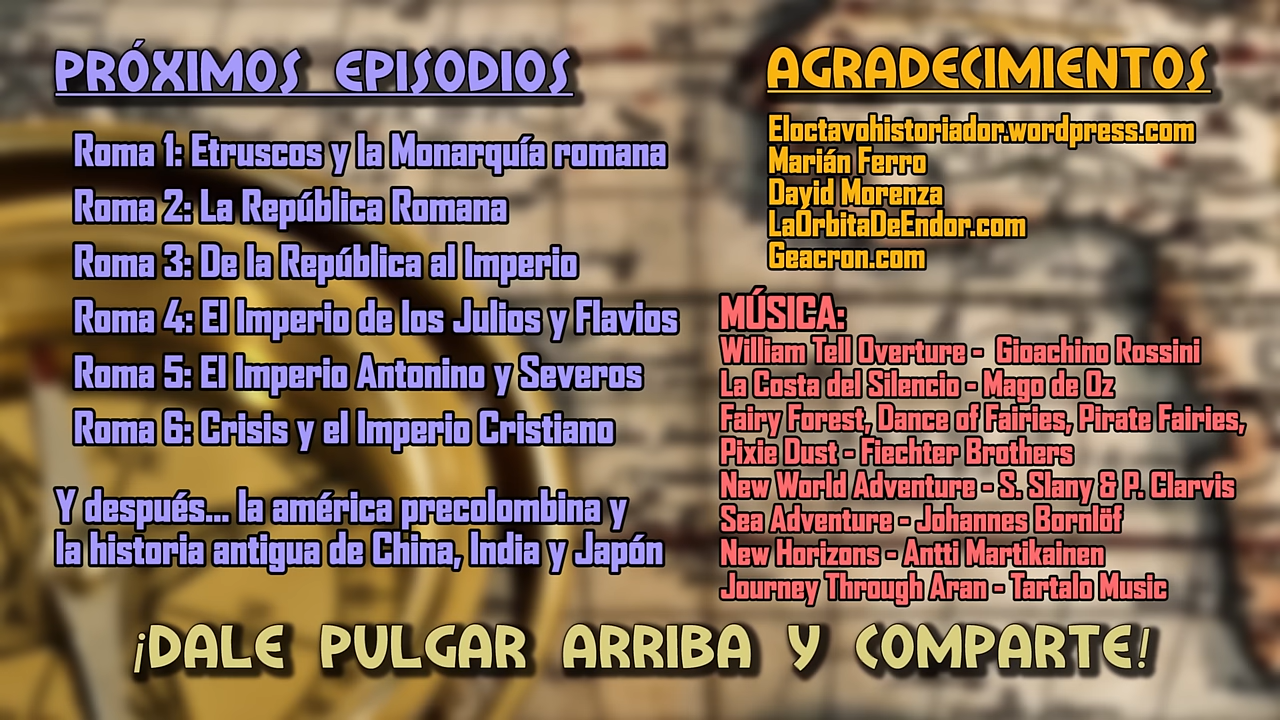 PRÓXIMOS EPISODIOS
Roma 1: Etruscos y la Monarquía romana
Roma 2: La República Romana
Roma 3: De la República al Imperio
Roma 4: El Imperio de los Julios y Flavios
Roma 5: El Imperio Antonino y Severos
Roma 6: Crisis y el Imperio Cristiano
Y después... la américa precolombina y
la historia antigua de China, India y Japón
AGRADECIMIENTOS
Eloctavohistoriador.wordpress.com
Marián Ferro
David Morenza
LaÓrbitaDeEndor.com
Geacron.com
MÚSICA:
William Tell Overture - Gioachino Rossini
La Costa del Silencio - Mago de Oz
Fairy Forest, Dance of Fairies, Pirate Fairies,
Pixie Dust - Fiechter Brothers
New World Adventure - S. Slany & P. Clarvis
Sea Adventure - Johannes Bornlöf
New Horizons - Antti Martikainen
Journey Through Aran - Tartalo Music
¡DALE PULGAR ARRIBA Y COMPARTE!